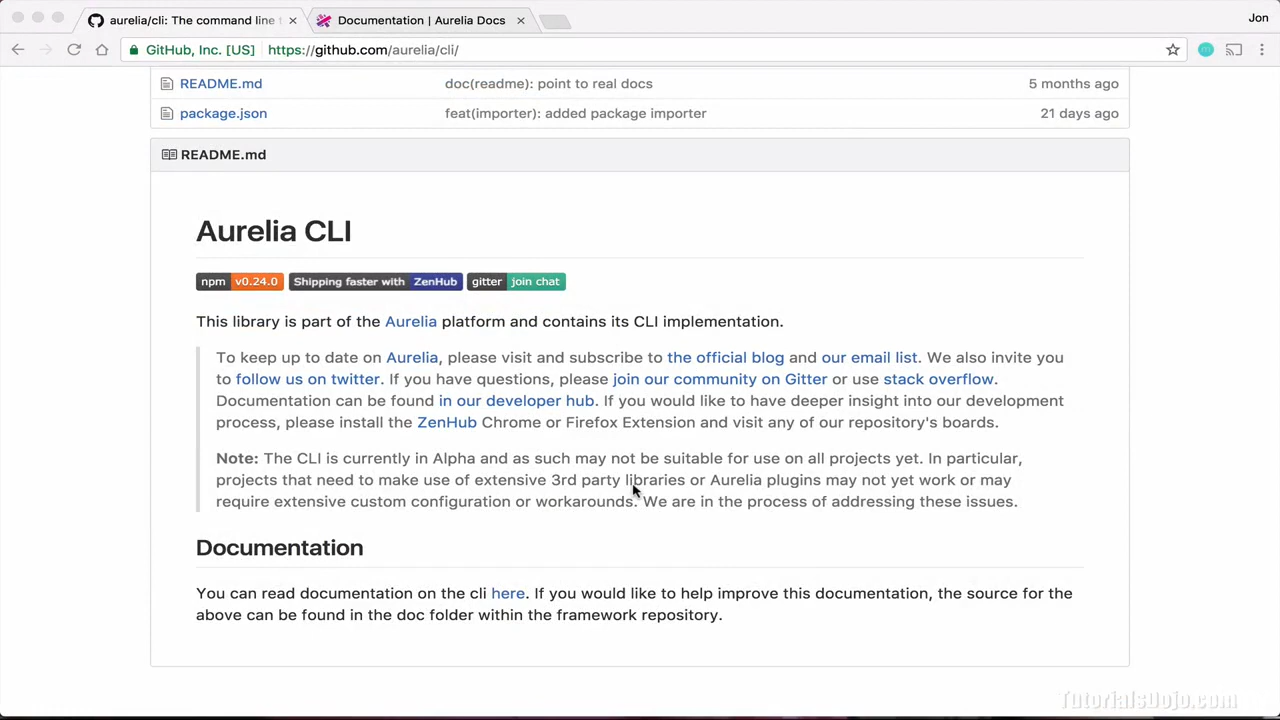 aurelia/cli: The command line t
Documentation | Aurelia Docs
Jon
GitHub, Inc. [US] https://github.com/aurelia/cli/
README.md doc(readme): point to real docs 5 months ago
package.json feat(importer): added package importer 21 days ago
README.md
Aurelia CLI
npm v0.24.0 Shipping faster with ZenHub gitter join chat
This library is part of the Aurelia platform and contains its CLI implementation.
To keep up to date on Aurelia, please visit and subscribe to the official blog and our email list. We also invite you
to follow us on twitter. If you have questions, please join our community on Gitter or use stack overflow.
Documentation can be found in our developer hub. If you would like to have deeper insight into our development
process, please install the ZenHub Chrome or Firefox Extension and visit any of our repository's boards.
Note: The CLI is currently in Alpha and as such may not be suitable for use on all projects yet. In particular,
projects that need to make use of extensive 3rd party libraries or Aurelia plugins may not yet work or may
require extensive custom configuration or workarounds. We are in the process of addressing these issues.
Documentation
You can read documentation on the cli here. If you would like to help improve this documentation, the source for the
above can be found in the doc folder within the framework repository.
TutorialsDojo.com